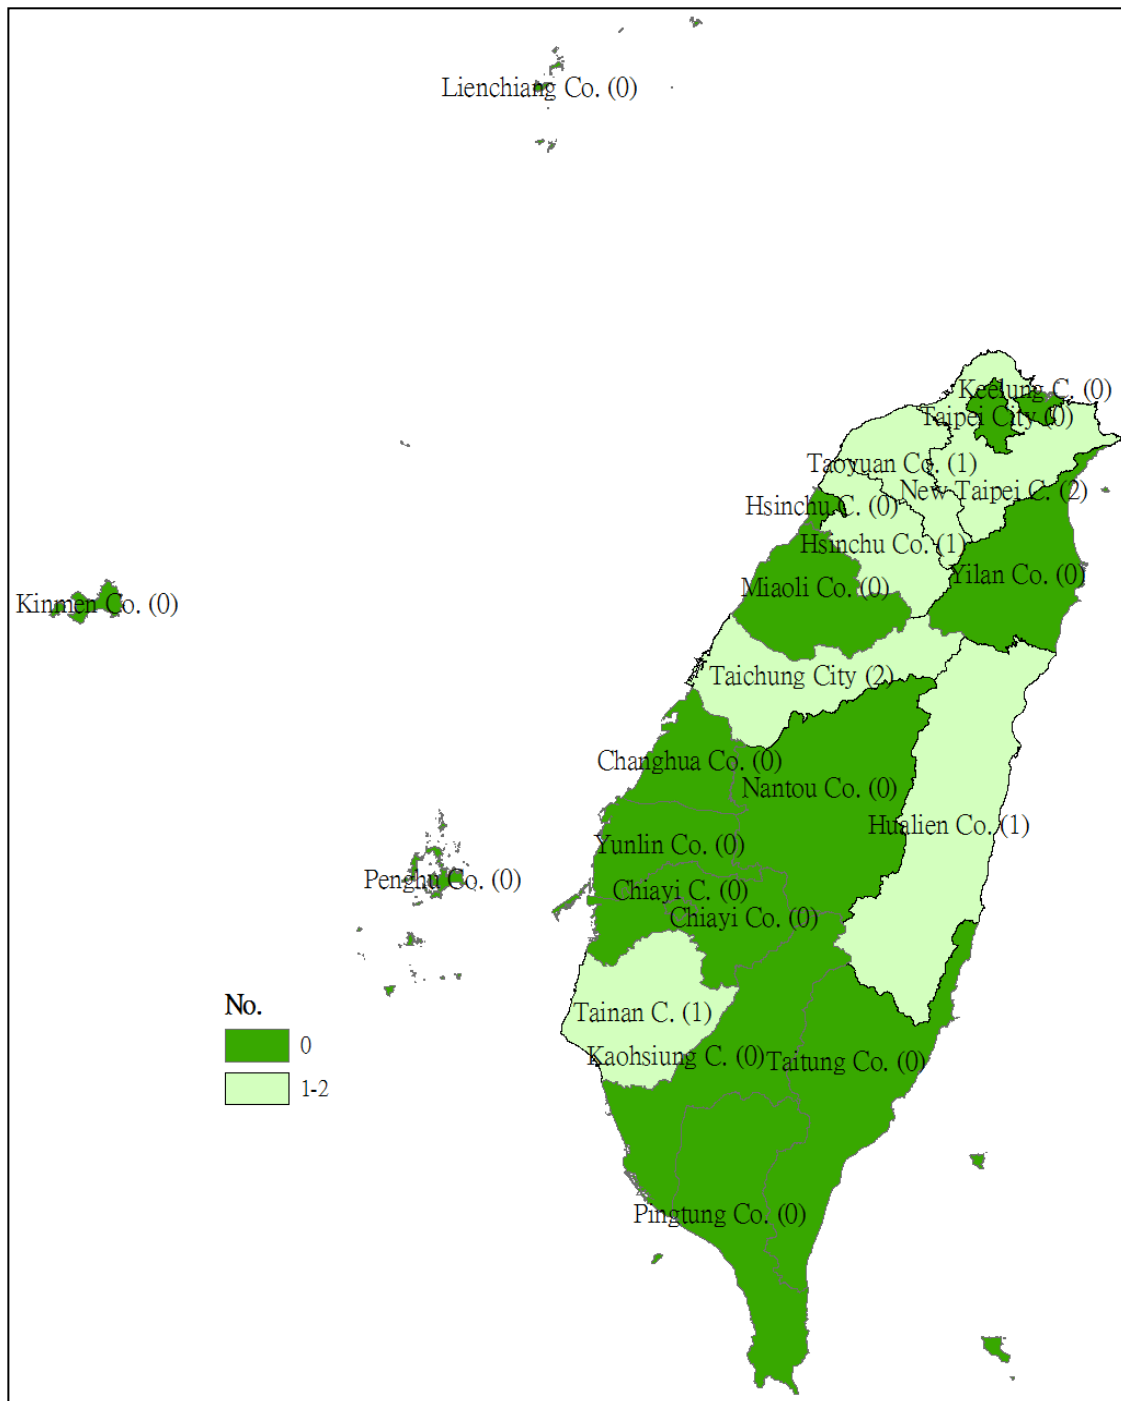 Lienchiang Co. (0)
Keelung C. (0)
Taipei City (0)
Taoyuan Co. (1)
New Taipei C. (2)
Hsinchu C. (0)
Hsinchu Co. (1)
Yilan Co. (0)
Miaoli Co. (0)
Kinmen Co. (0)
Taichung City (2)
Changhua Co. (0)
Nantou Co. (0)
Hualien Co. (1)
Yunlin Co. (0)
Penghu Co. (0)
Chiayi C. (0)
Chiayi Co. (0)
No.
0
1-2
Tainan C. (1)
Kaohsiung C. (0)
Taitung Co. (0)
Pingtung Co. (0)